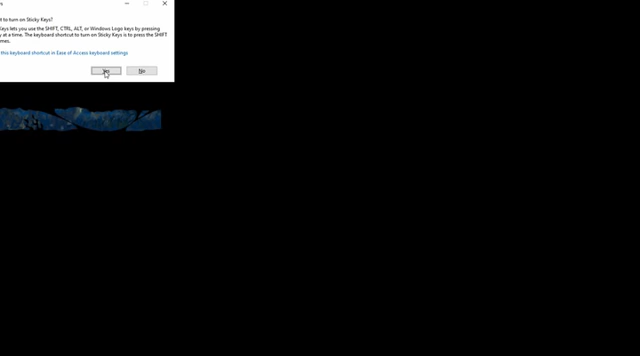 t to turn on Sticky Keys?
Keys lets you use the SHIFT, CTRL, ALT, or Windows Logo keys by pressing
y at a time. The keyboard shortcut to turn on Sticky Keys is to press the SHIFT
mes.
this keyboard shortcut in Ease of Access keyboard settings
Yes
No